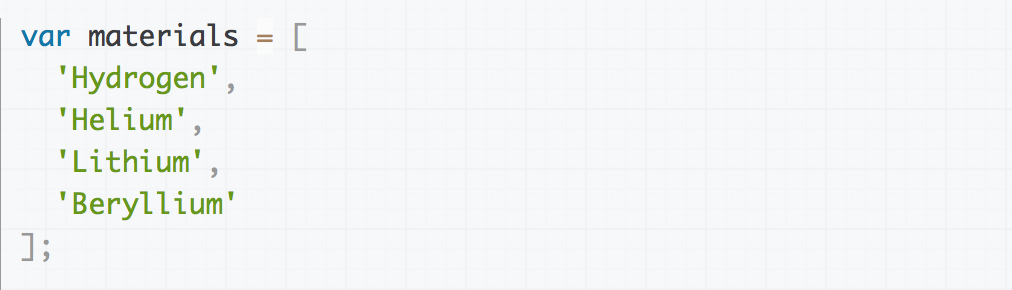 var materials = [
  'Hydrogen',
  'Helium',
  'Lithium',
  'Beryllium'
];